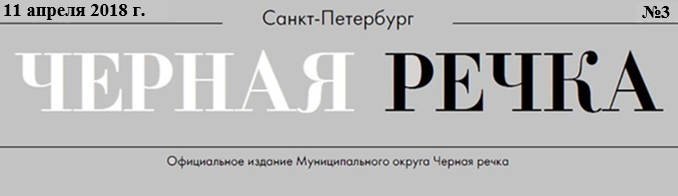 11 апреля 2018 г.
Санкт-Петербург
№3
ЧЕРНАЯ РЕЧКА
Официальное издание Муниципального округа Черная речка